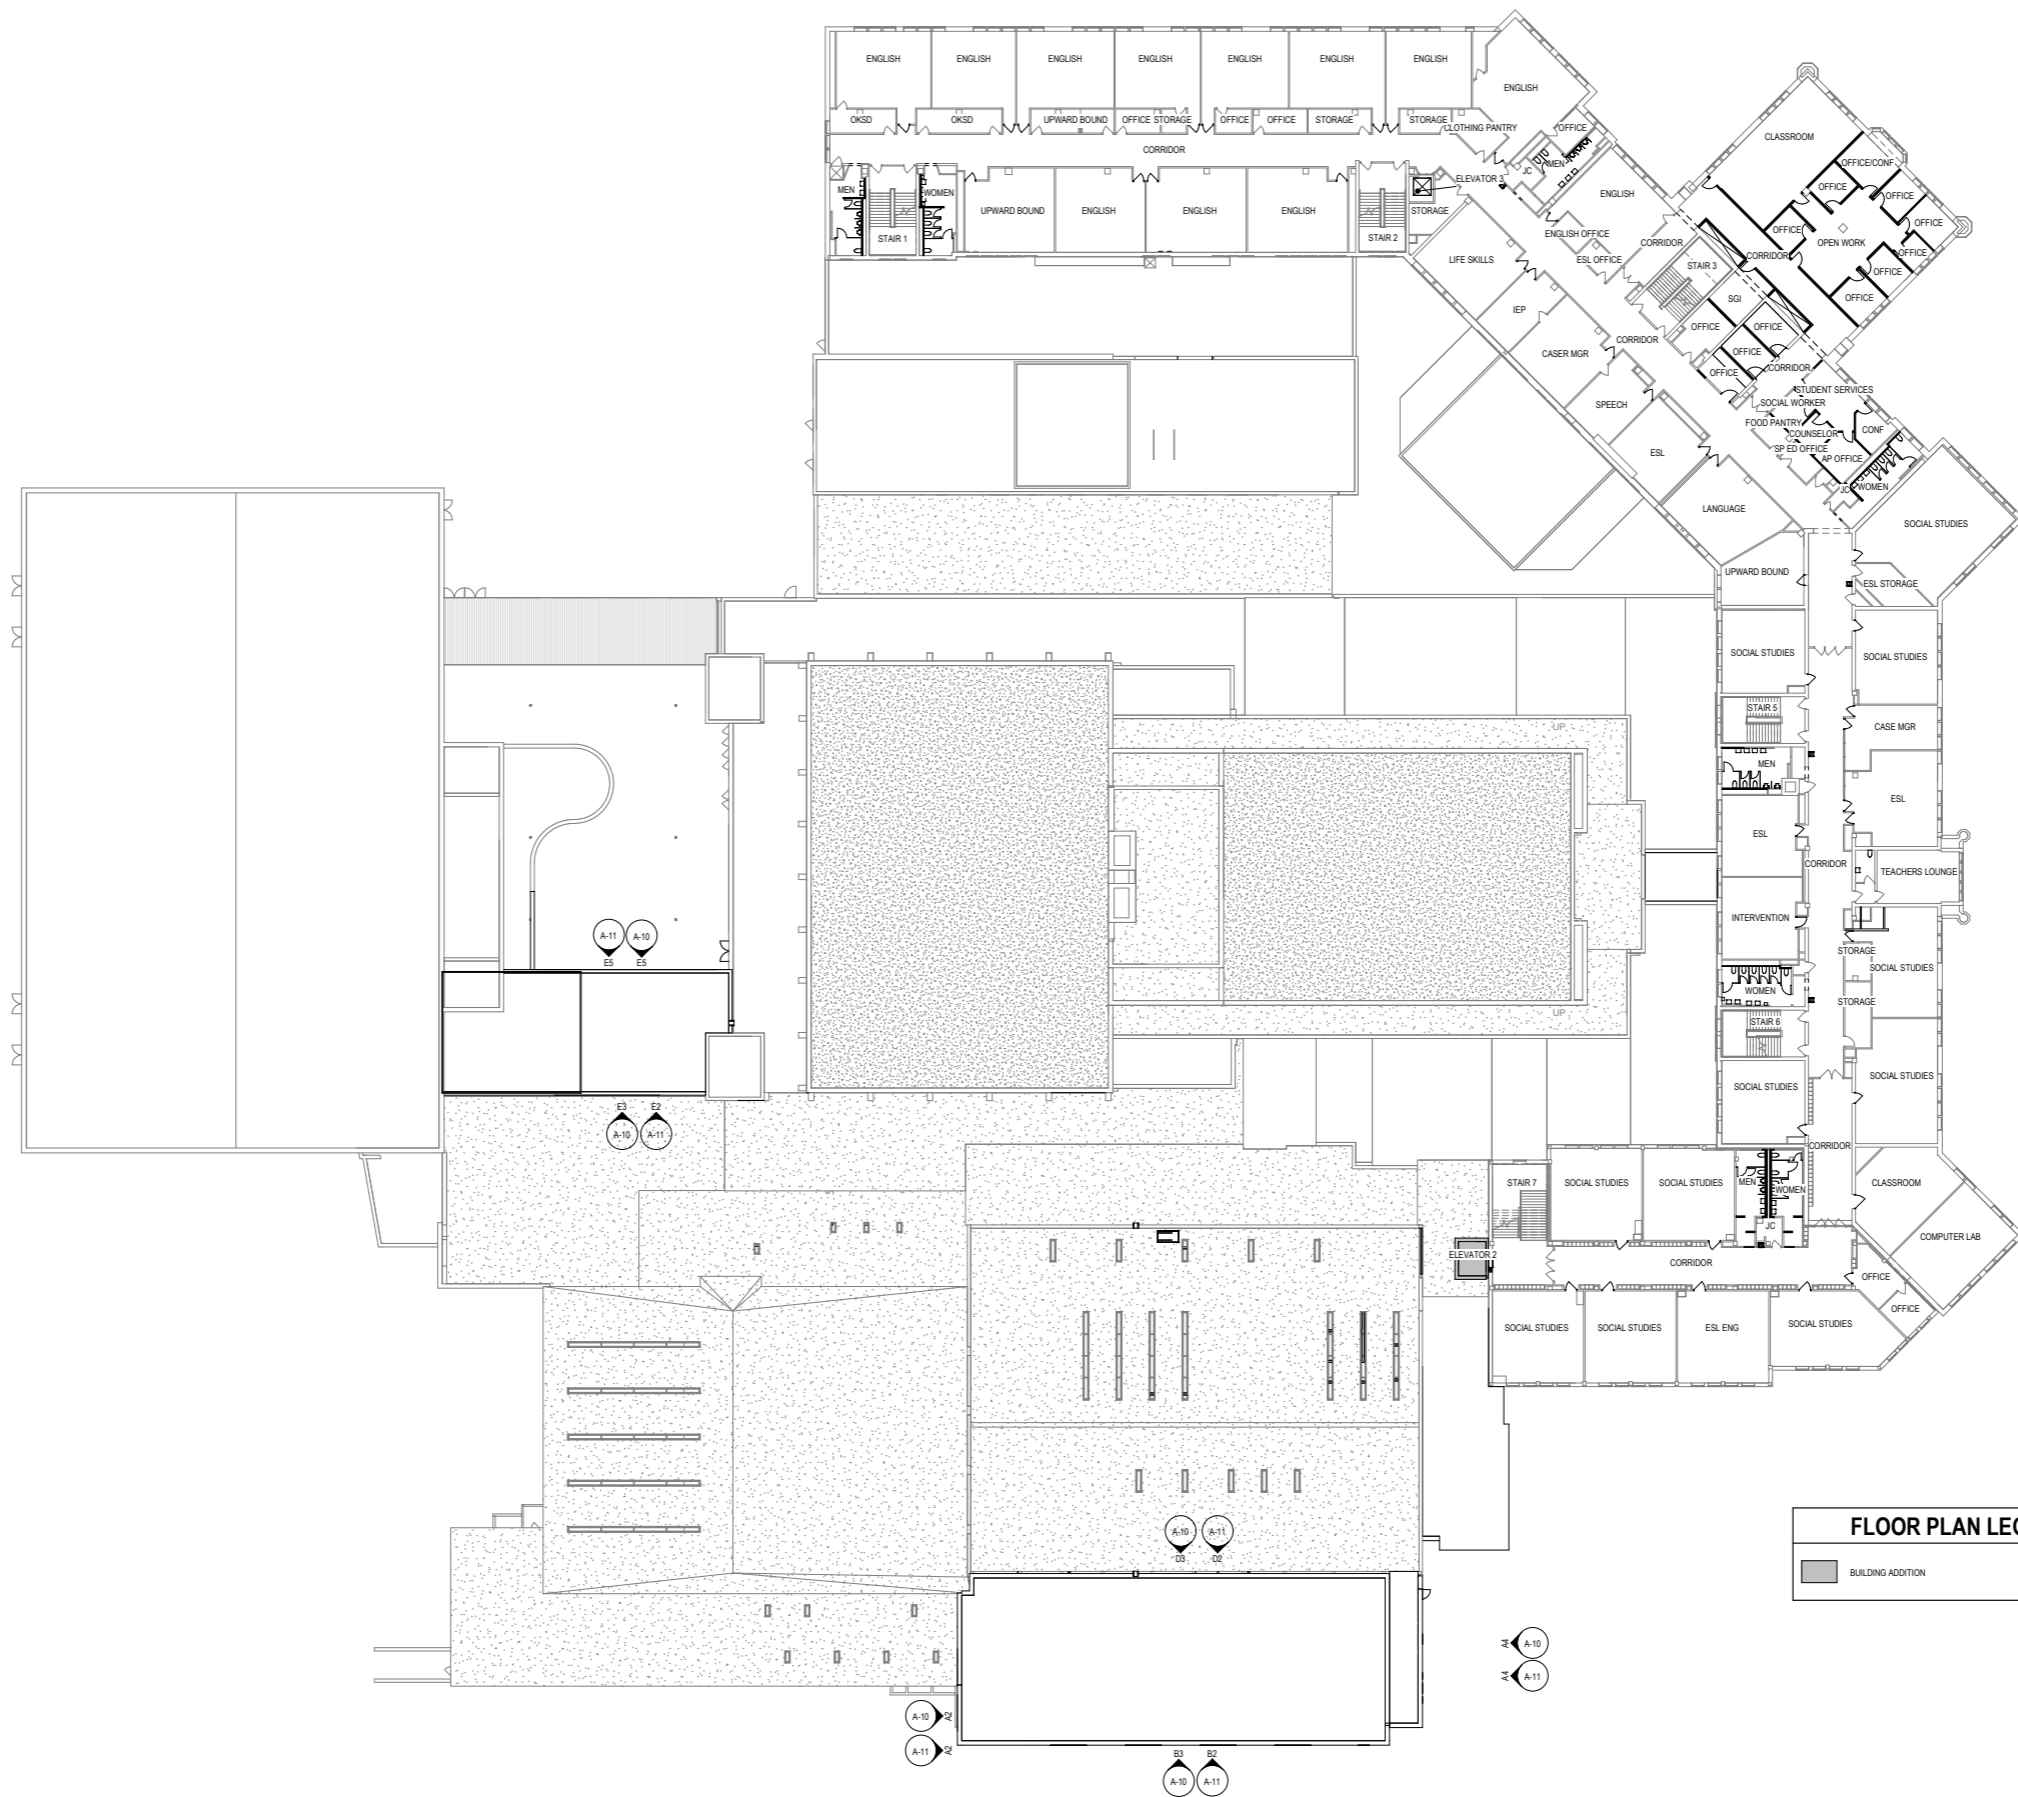 ENGLISH
ENGLISH
ENGLISH
ENGLISH
ENGLISH
ENGLISH
ENGLISH
ENGLISH
OKSD
OKSD
UPWARD BOUND
OFFICE
STORAGE
OFFICE
OFFICE
STORAGE
STORAGE
CLOTHING PANTRY
OFFICE
CORRIDOR
MEN
STAIR 1
WOMEN
UPWARD BOUND
ENGLISH
ENGLISH
ENGLISH
STAIR 2
ELEVATOR 3
STORAGE
JC
MEN
ENGLISH
ENGLISH OFFICE
ESL OFFICE
CORRIDOR
STAIR 3
CLASSROOM
OFFICE/CONF
OFFICE
OFFICE
OFFICE
OFFICE
OPEN WORK
OFFICE
CORRIDOR
OFFICE
OFFICE
SGI
OFFICE
OFFICE
OFFICE
OFFICE
CORRIDOR
LIFE SKILLS
IEP
CASER MGR
CORRIDOR
SPEECH
STUDENT SERVICES
SOCIAL WORKER
FOOD PANTRY
COUNSELOR
CONF
SP ED OFFICE
AP OFFICE
ESL
JC
WOMEN
LANGUAGE
SOCIAL STUDIES
UPWARD BOUND
ESL STORAGE
SOCIAL STUDIES
SOCIAL STUDIES
STAIR 5
CASE MGR
UP
MEN
ESL
ESL
CORRIDOR
TEACHERS LOUNGE
INTERVENTION
STORAGE
SOCIAL STUDIES
WOMEN
STORAGE
UP
STAIR 6
SOCIAL STUDIES
SOCIAL STUDIES
A-11
A-10
E5
E5
E3
E2
A-10
A-11
CORRIDOR
STAIR 7
SOCIAL STUDIES
SOCIAL STUDIES
MEN
WOMEN
CLASSROOM
JC
COMPUTER LAB
ELEVATOR 2
CORRIDOR
OFFICE
OFFICE
SOCIAL STUDIES
SOCIAL STUDIES
ESL ENG
SOCIAL STUDIES
A-10
A-11
D3
D2
FLOOR PLAN LEG
BUILDING ADDITION
A4
A-10
A4
A-11
A-10
A2
A-11
A2
B3
B2
A-10
A-11